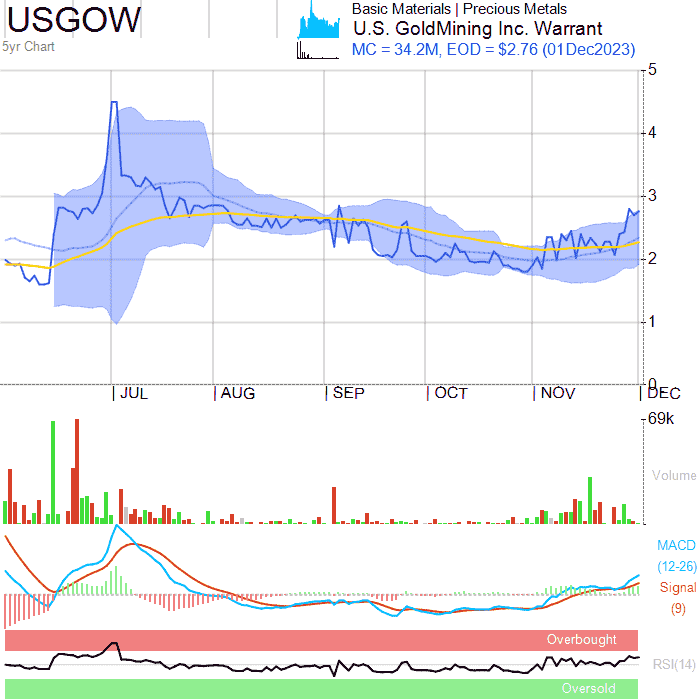 USGOW
5yr Chart
Basic Materials | Precious Metals
U.S. GoldMining Inc. Warrant
MC = 34.2M, EOD = $2.76 (01Dec2023)
5
4
3
2
1
0
JUL AUG SEP OCT NOV DEC
69k
Volume
MACD
(12-26)
Signal
(9)
Overbought
RSI(14)
Oversold